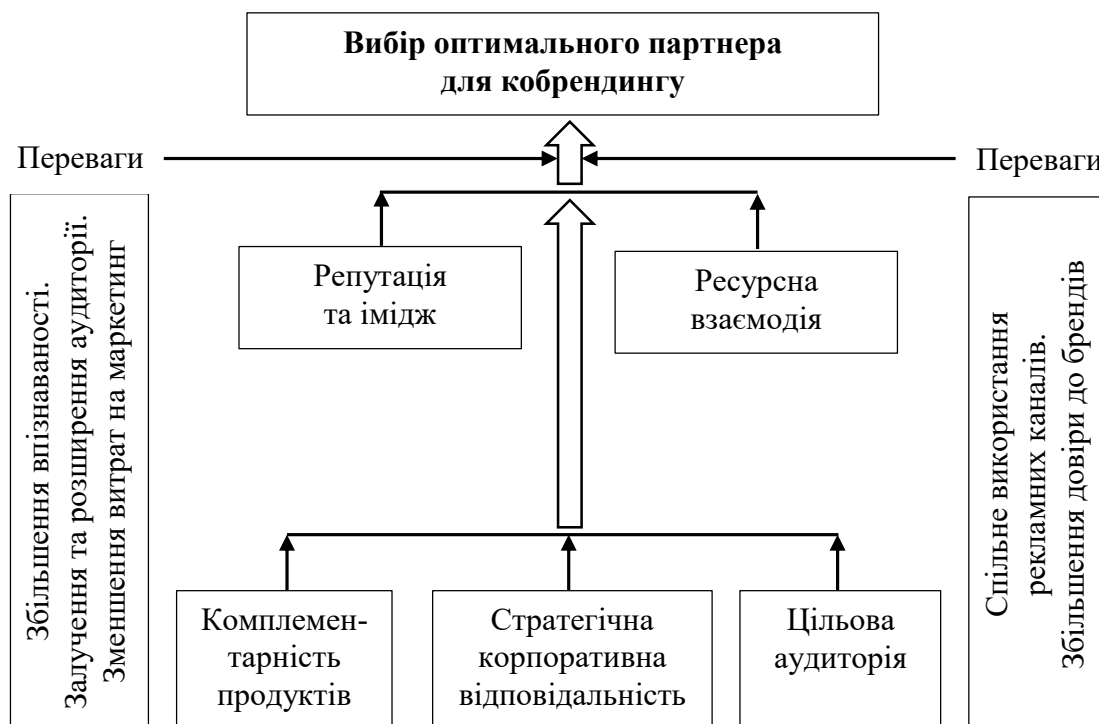 Вибір оптимального партнера
для кобрендингу
Переваги
Переваги
Збільшення впізнаваності.
Залучення та розширення аудиторії.
Зменшення витрат на маркетинг
Репутація
та імідж
Ресурсна
взаємодія
Спільне використання
рекламних каналів.
Збільшення довіри до брендів
Комплемен-
тарність
продуктів
Стратегічна
корпоративна
відповідальність
Цільова
аудиторія